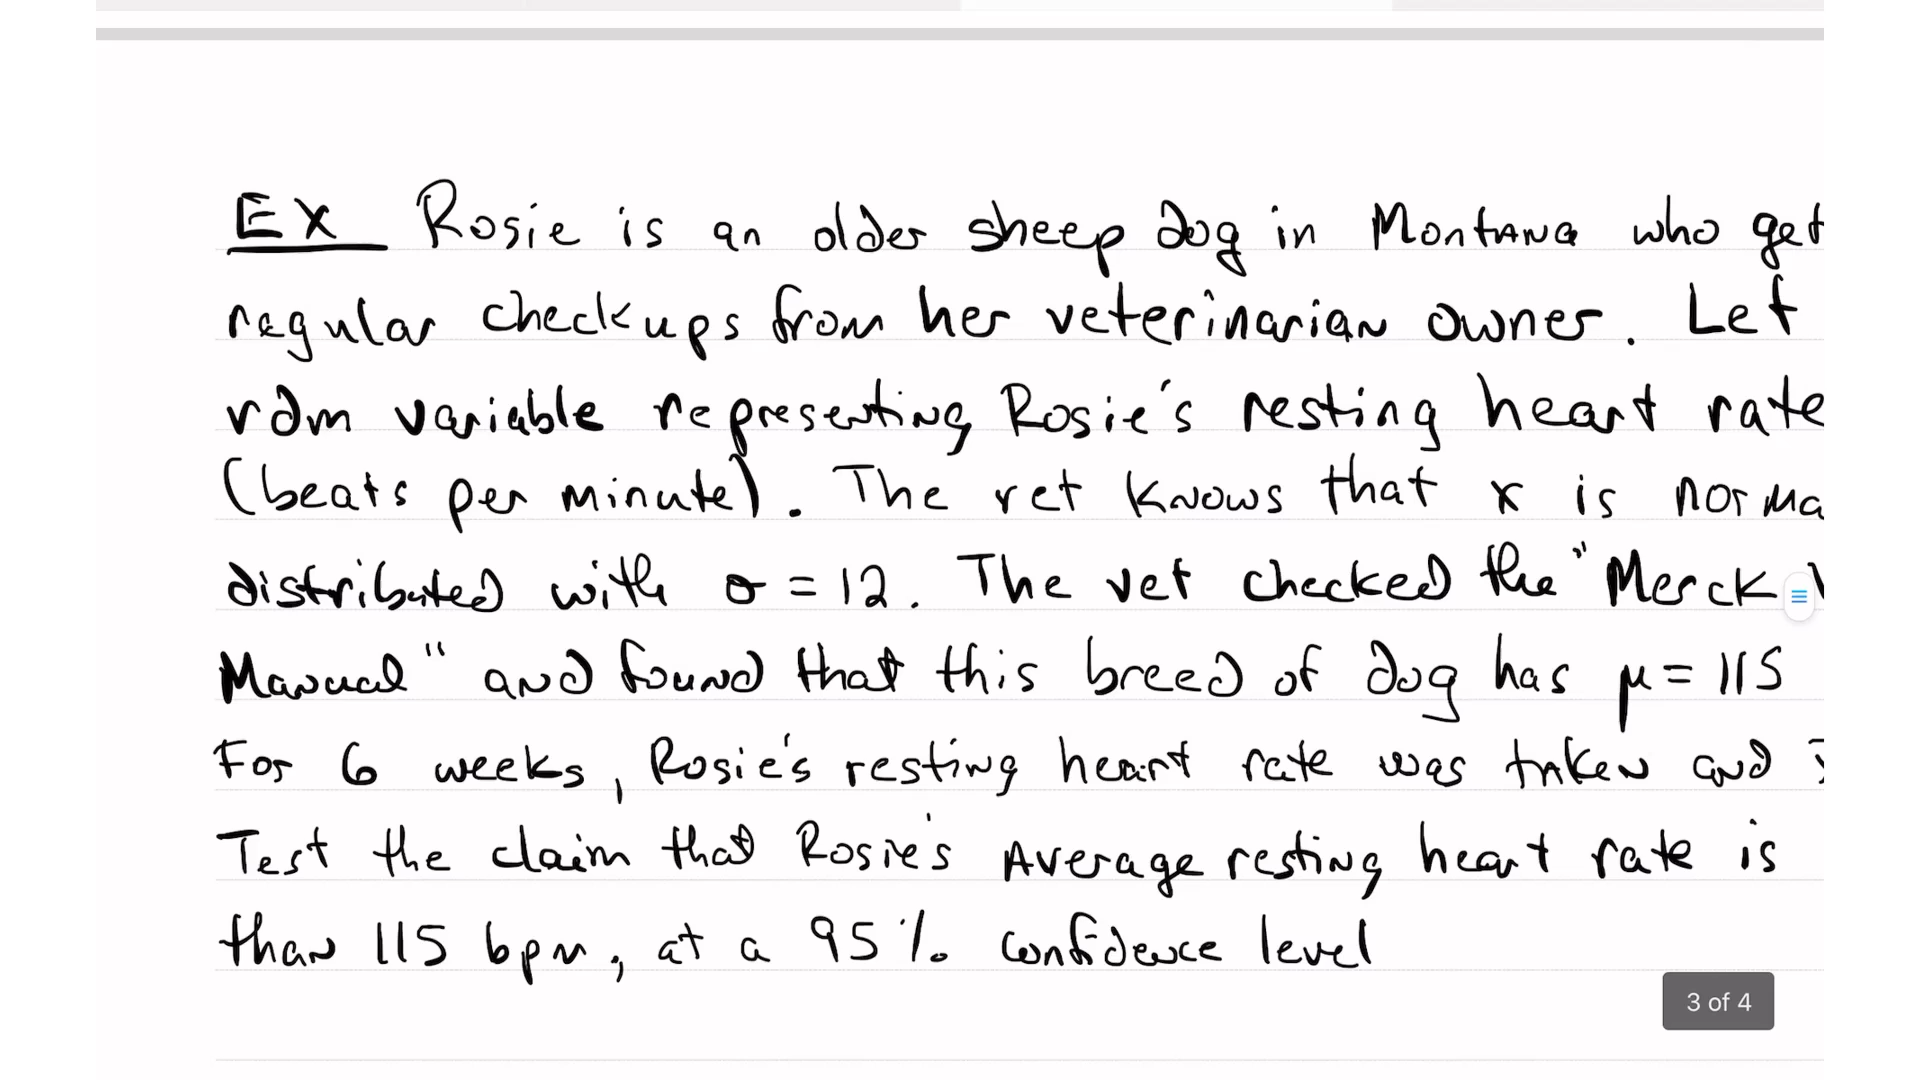 EX Rosie is an older sheep dog in Montana who get
regular checkups from her veterinarian owner. Let
rdm variable representing Rosie's resting heart rate
(beats per minute). The vet knows that x is norma
distributed with σ = 12. The vet checked the "Merck
Manual" and found that this breed of dog has μ = 115
For 6 weeks, Rosie's resting heart rate was taken and
Test the claim that Rosie's Average resting heart rate is
than 115 bpm, at a 95% confidence level
3 of 4